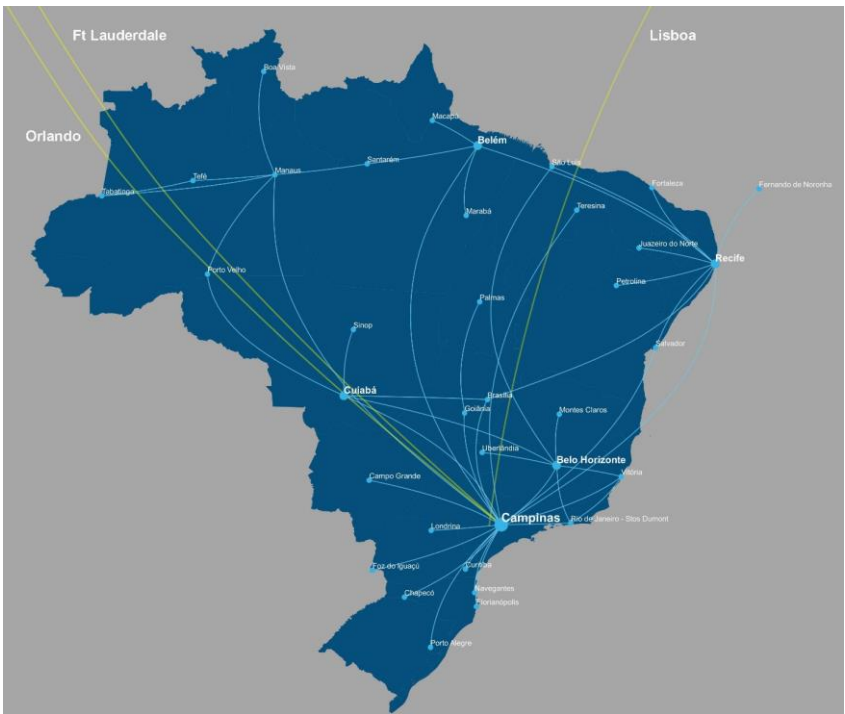 Ft Lauderdale
Lisboa
Boa Vista
Macapá
Orlando
Belém
Santarém
São Luis
Tefé
Manaus
Fortaleza
Fernando de Noronha
Tabatinga
Teresina
Marabá
Juazeiro do Norte
Recife
Porto Velho
Petrolina
Palmas
Sinop
Salvador
Cuiabá
Brasília
Goiânia
Montes Claros
Uberlândia
Belo Horizonte
Vitória
Campo Grande
Campinas
Londrina
Rio de Janeiro - Stos Dumont
Foz do Iguaçú
Curitiba
Navegantes
Chapecó
Florianópolis
Porto Alegre